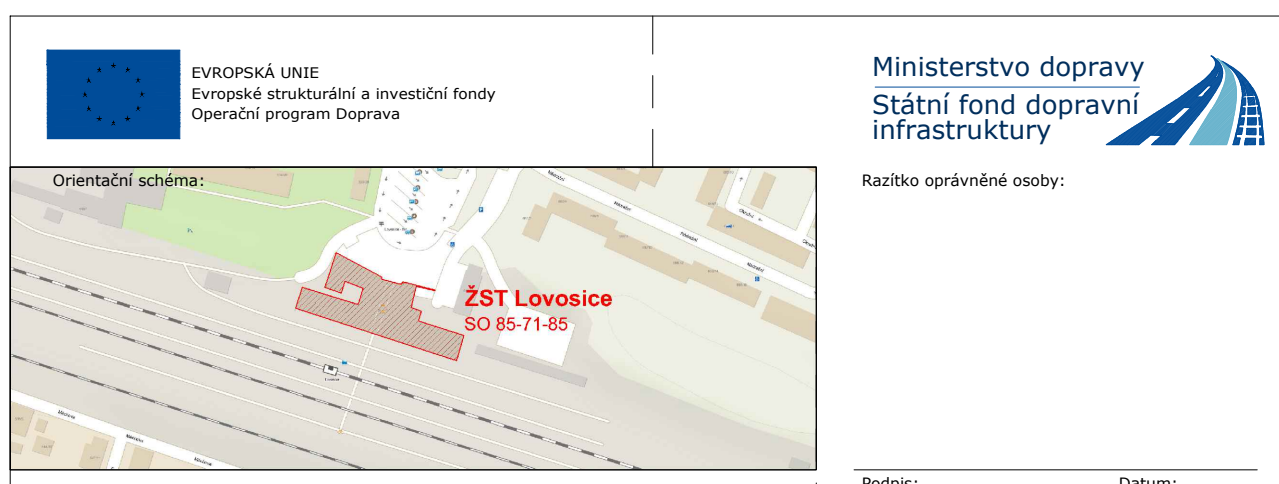 EVROPSKÁ UNIE
Evropské strukturální a investiční fondy
Operační program Doprava
Ministerstvo dopravy
Státní fond dopravní
infrastruktury
Orientační schéma:
Razítko oprávněné osoby:
ŽST Lovosice
SO 85-71-85
Podpis:
Datum: